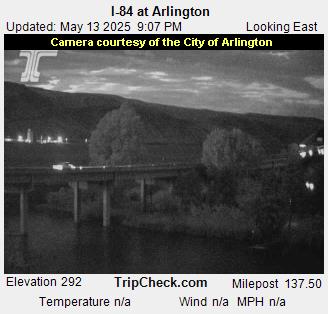 I-84 at Arlington
Updated: May 13 2025 9:07 PM Looking East
Camera courtesy of the City of Arlington
Elevation 292 TripCheck.com Milepost 137.50
Temperature n/a Wind n/a MPH n/a